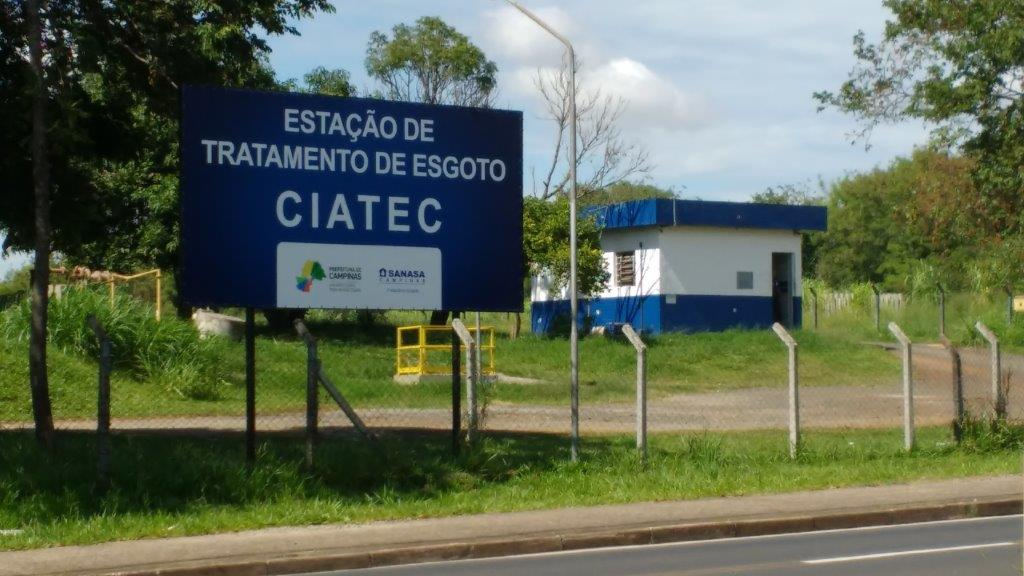 ESTAÇÃO DE
TRATAMENTO DE ESGOTO
CIATEC
PREFEITURA DE
CAMPINAS
SANASA
CAMPINAS